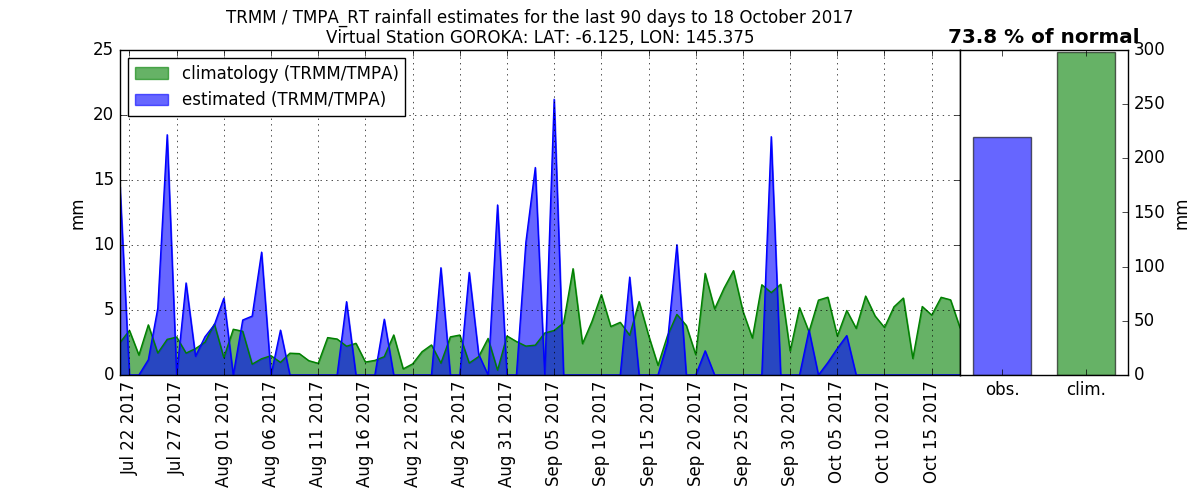 TRMM / TMPA_RT rainfall estimates for the last 90 days to 18 October 2017
Virtual Station GOROKA: LAT: -6.125, LON: 145.375
73.8 % of normal
climatology (TRMM/TMPA)
estimated (TRMM/TMPA)
25
20
15
10
5
0
mm
Jul 22 2017
Jul 27 2017
Aug 01 2017
Aug 06 2017
Aug 11 2017
Aug 16 2017
Aug 21 2017
Aug 26 2017
Aug 31 2017
Sep 05 2017
Sep 10 2017
Sep 15 2017
Sep 20 2017
Sep 25 2017
Sep 30 2017
Oct 05 2017
Oct 10 2017
Oct 15 2017
obs.
clim.
300
250
200
150
100
50
0
mm